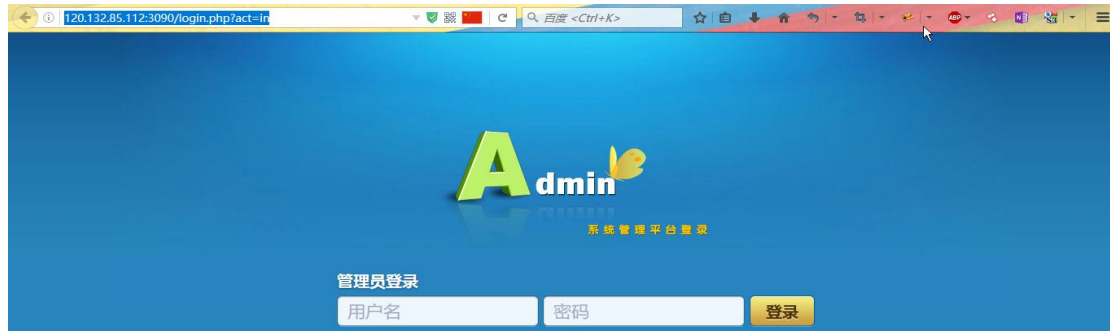 120.132.85.112:3090/login.php?act=in
百度 <Ctrl+K>
ABP
Admin
系统管理平台登录
管理员登录
用户名
密码
登录